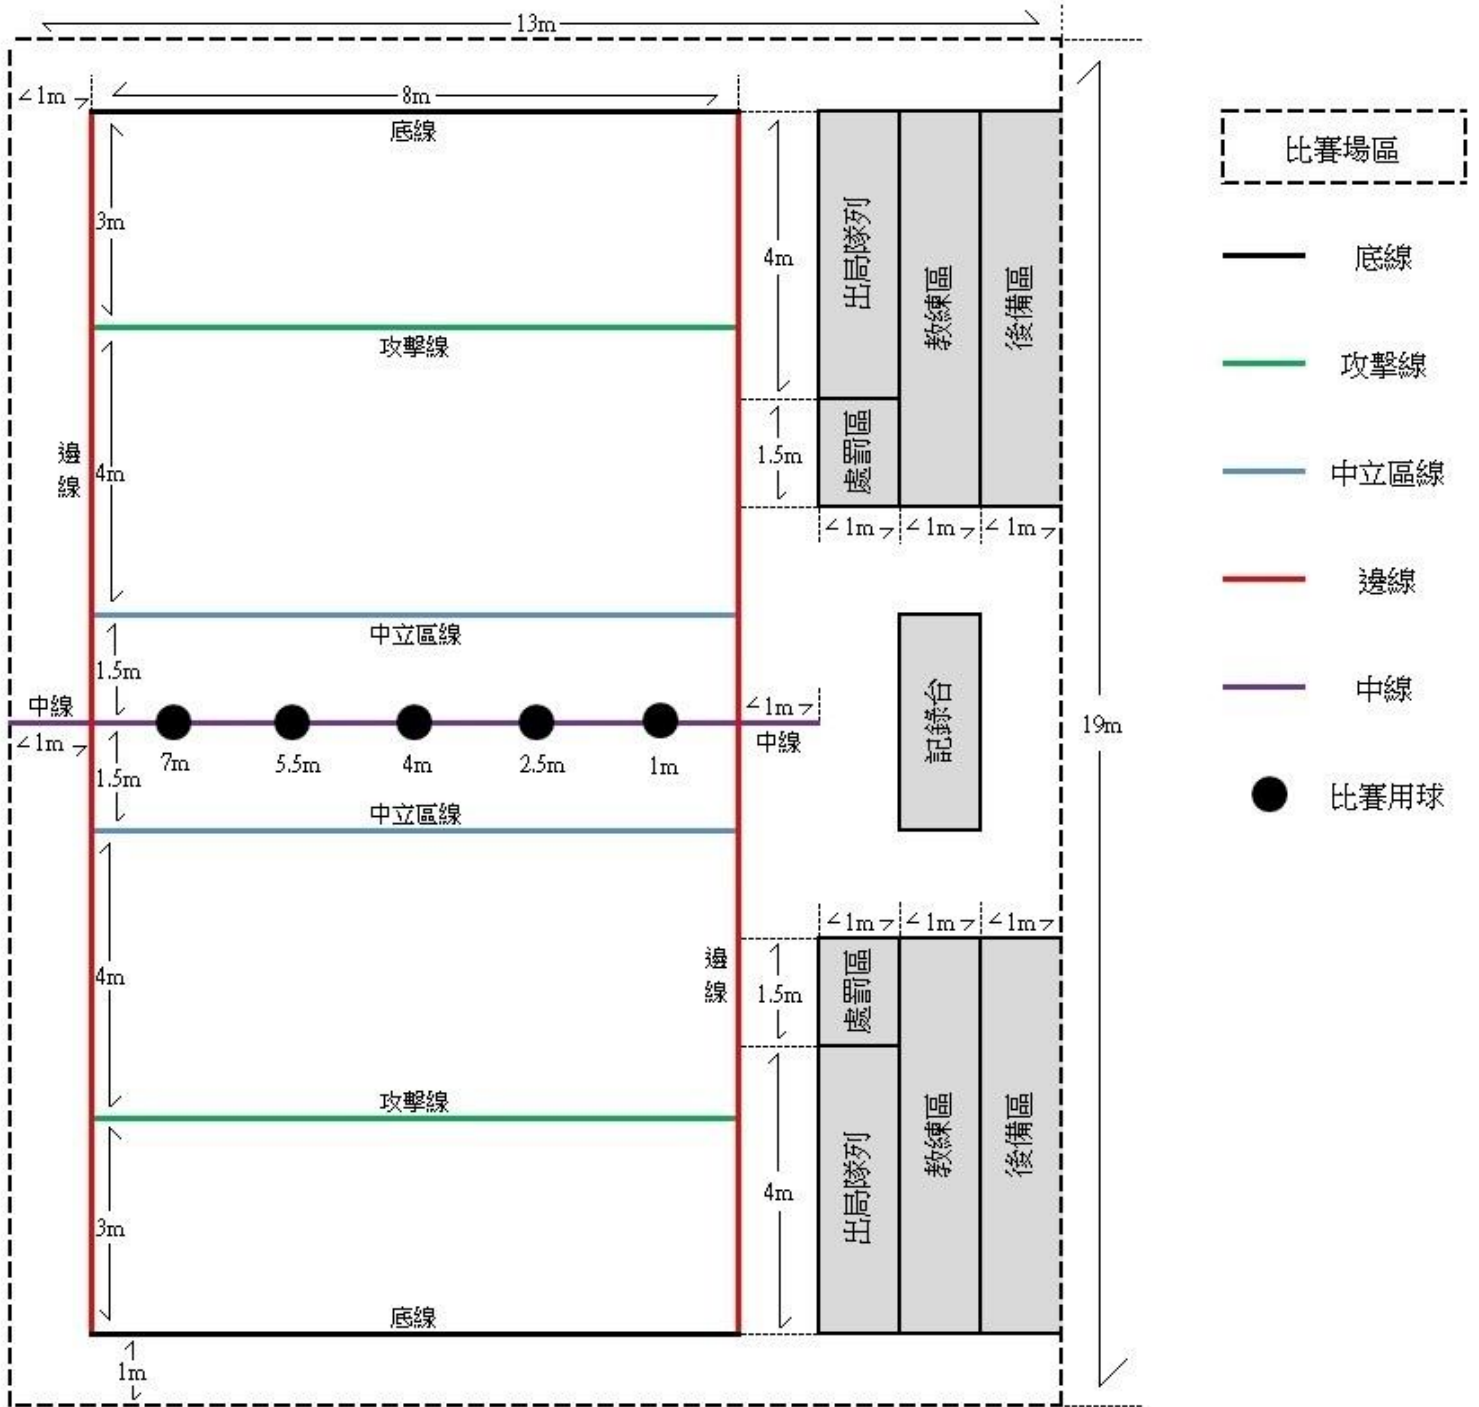 13m
1m
8m
底線
3m
攻擊線
邊線
4m
中立區線
1.5m
中線
1m
7m
5.5m
4m
2.5m
1m
1m
中線
1.5m
中立區線
4m
邊線
攻擊線
3m
底線
1m
4m
1.5m
出局隊列
處罰區
教練區
後備區
1m
1m
1m
記錄台
1m
1m
1m
1.5m
4m
處罰區
出局隊列
教練區
後備區
19m
比賽場區
底線
攻擊線
中立區線
邊線
中線
比賽用球